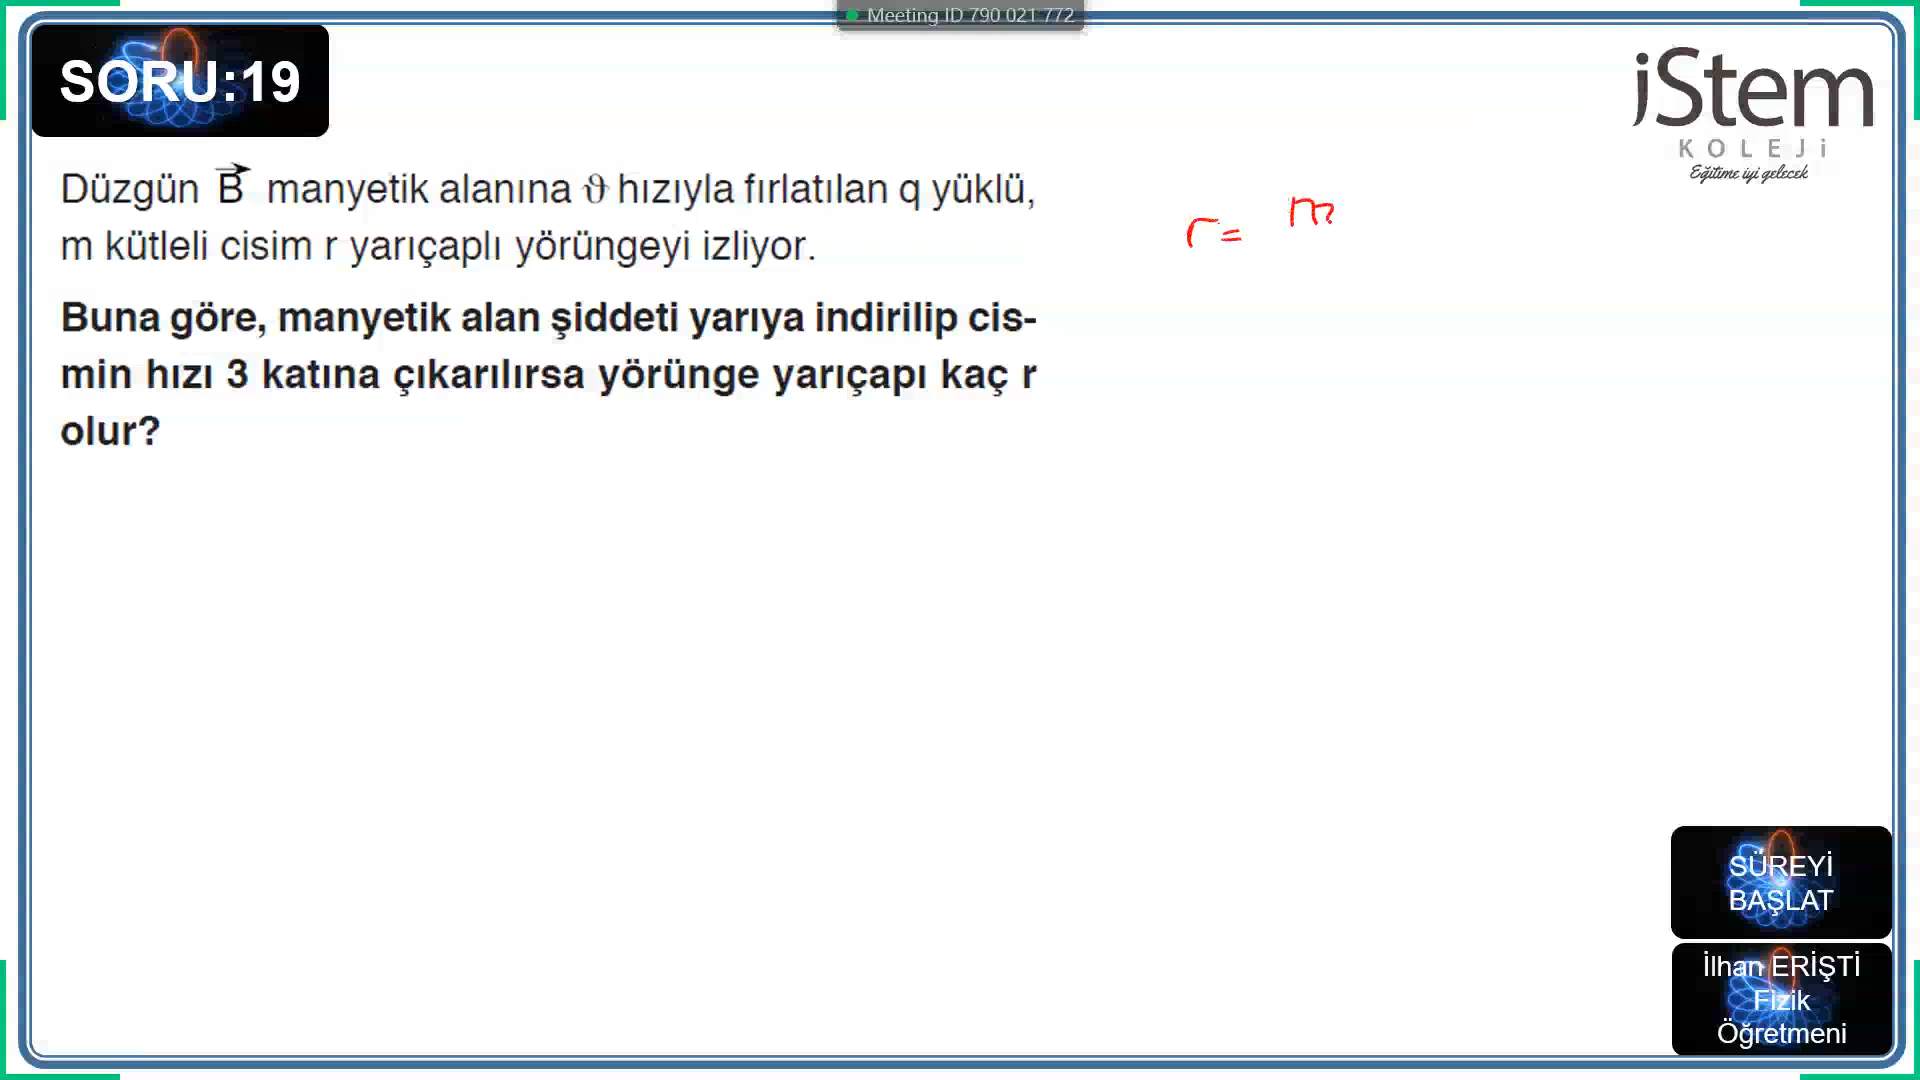 Meeting ID 790 021 772
SORU:19
iStem
KOLEJi
Eğitime iyi gelecek
Düzgün B manyetik alanına ϑ hızıyla fırlatılan q yüklü,
m kütleli cisim r yarıçaplı yörüngeyi izliyor.
r= m
Buna göre, manyetik alan şiddeti yarıya indirilip cis-
min hızı 3 katına çıkarılırsa yörünge yarıçapı kaç r
olur?
SÜREYİ
BAŞLAT
İlhan ERİŞTİ
Fizik
Öğretmeni